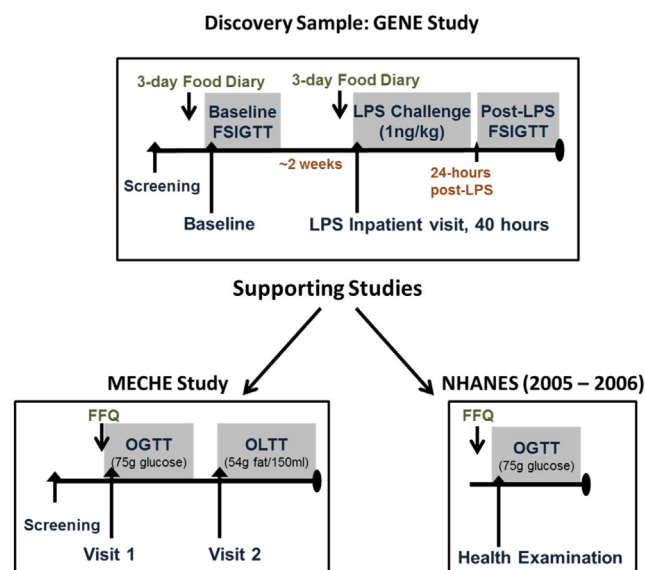 Discovery Sample: GENE Study
3-day Food Diary
3-day Food Diary
Baseline
FSIGTT
LPS Challenge
(1ng/kg)
Post-LPS
FSIGTT
~2 weeks
24-hours
post-LPS
Screening
Baseline
LPS Inpatient visit, 40 hours
Supporting Studies
MECHE Study
FFQ
OGTT
(75g glucose)
OLTT
(54g fat/150ml)
Screening
Visit 1
Visit 2
NHANES (2005 – 2006)
FFQ
OGTT
(75g glucose)
Health Examination